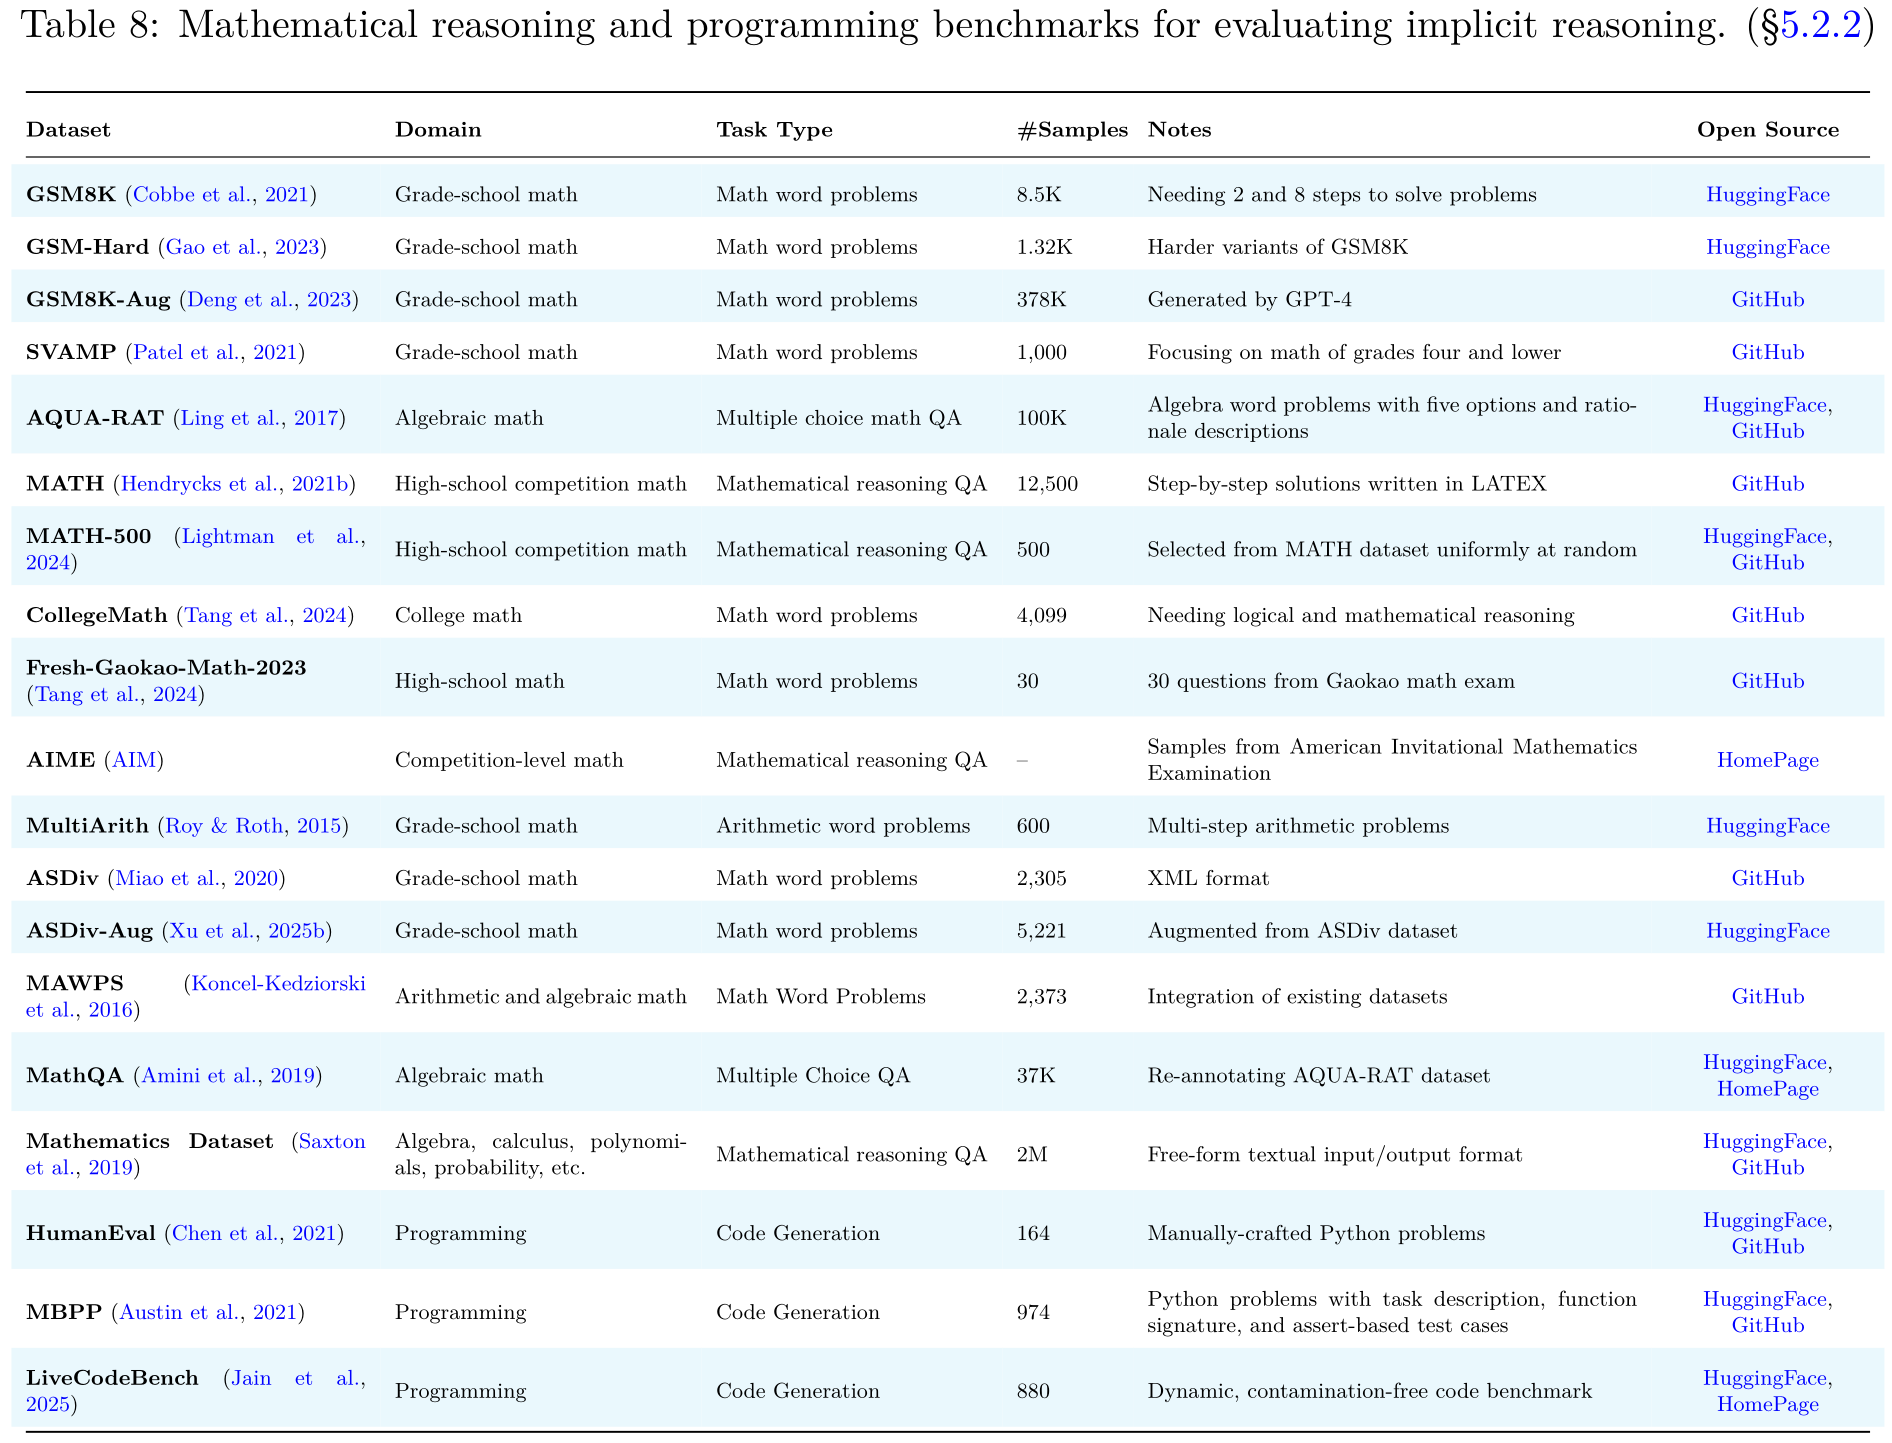 Table 8: Mathematical reasoning and programming benchmarks for evaluating implicit reasoning. (§5.2.2)
Dataset Domain Task Type #Samples Notes Open Source
GSM8K (Cobbe et al., 2021) Grade-school math Math word problems 8.5K Needing 2 and 8 steps to solve problems HuggingFace
GSM-Hard (Gao et al., 2023) Grade-school math Math word problems 1.32K Harder variants of GSM8K HuggingFace
GSM8K-Aug (Deng et al., 2023) Grade-school math Math word problems 378K Generated by GPT-4 GitHub
SVAMP (Patel et al., 2021) Grade-school math Math word problems 1,000 Focusing on math of grades four and lower GitHub
AQUA-RAT (Ling et al., 2017) Algebraic math Multiple choice math QA 100K Algebra word problems with five options and ratio-
nale descriptions HuggingFace,
GitHub
MATH (Hendrycks et al., 2021b) High-school competition math Mathematical reasoning QA 12,500 Step-by-step solutions written in LATEX GitHub
MATH-500 (Lightman et al.,
2024) High-school competition math Mathematical reasoning QA 500 Selected from MATH dataset uniformly at random HuggingFace,
GitHub
CollegeMath (Tang et al., 2024) College math Math word problems 4,099 Needing logical and mathematical reasoning GitHub
Fresh-Gaokao-Math-2023
(Tang et al., 2024) High-school math Math word problems 30 30 questions from Gaokao math exam GitHub
AIME (AIM) Competition-level math Mathematical reasoning QA – Samples from American Invitational Mathematics
Examination HomePage
MultiArith (Roy & Roth, 2015) Grade-school math Arithmetic word problems 600 Multi-step arithmetic problems HuggingFace
ASDiv (Miao et al., 2020) Grade-school math Math word problems 2,305 XML format GitHub
ASDiv-Aug (Xu et al., 2025b) Grade-school math Math word problems 5,221 Augmented from ASDiv dataset HuggingFace
MAWPS (Koncel-Kedziorski
et al., 2016) Arithmetic and algebraic math Math Word Problems 2,373 Integration of existing datasets GitHub
MathQA (Amini et al., 2019) Algebraic math Multiple Choice QA 37K Re-annotating AQUA-RAT dataset HuggingFace,
HomePage
Mathematics Dataset (Saxton
et al., 2019) Algebra, calculus, polynomi-
als, probability, etc. Mathematical reasoning QA 2M Free-form textual input/output format HuggingFace,
GitHub
HumanEval (Chen et al., 2021) Programming Code Generation 164 Manually-crafted Python problems HuggingFace,
GitHub
MBPP (Austin et al., 2021) Programming Code Generation 974 Python problems with task description, function
signature, and assert-based test cases HuggingFace,
GitHub
LiveCodeBench (Jain et al.,
2025) Programming Code Generation 880 Dynamic, contamination-free code benchmark HuggingFace,
HomePage